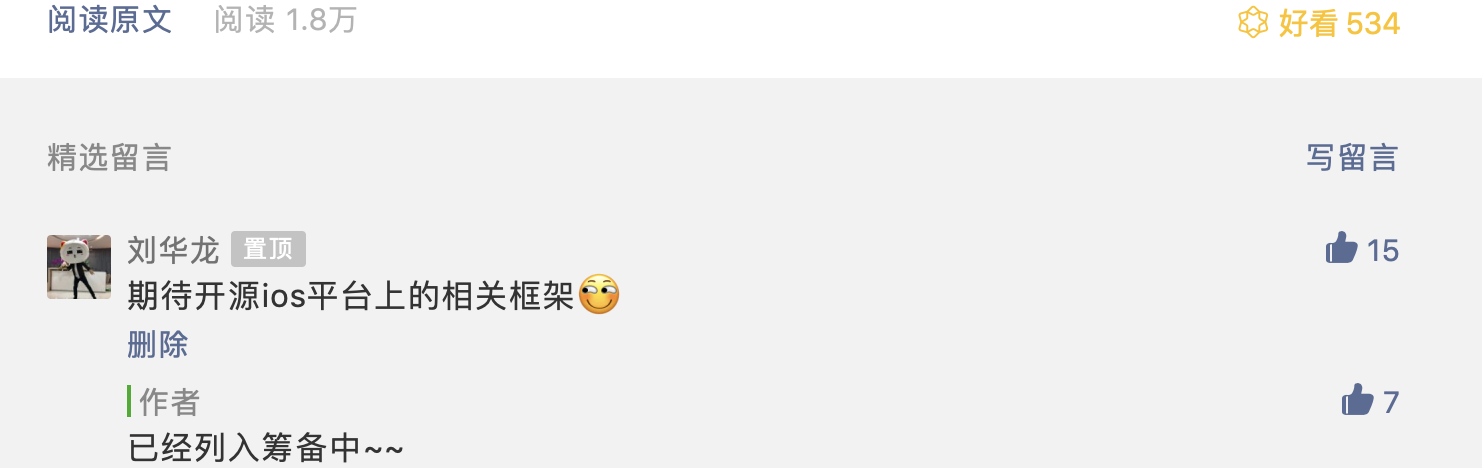 阅读原文 阅读 1.8万 好看 534
精选留言 写留言
刘华龙 置顶 15
期待开源ios平台上的相关框架
删除
作者 7
已经列入筹备中~~